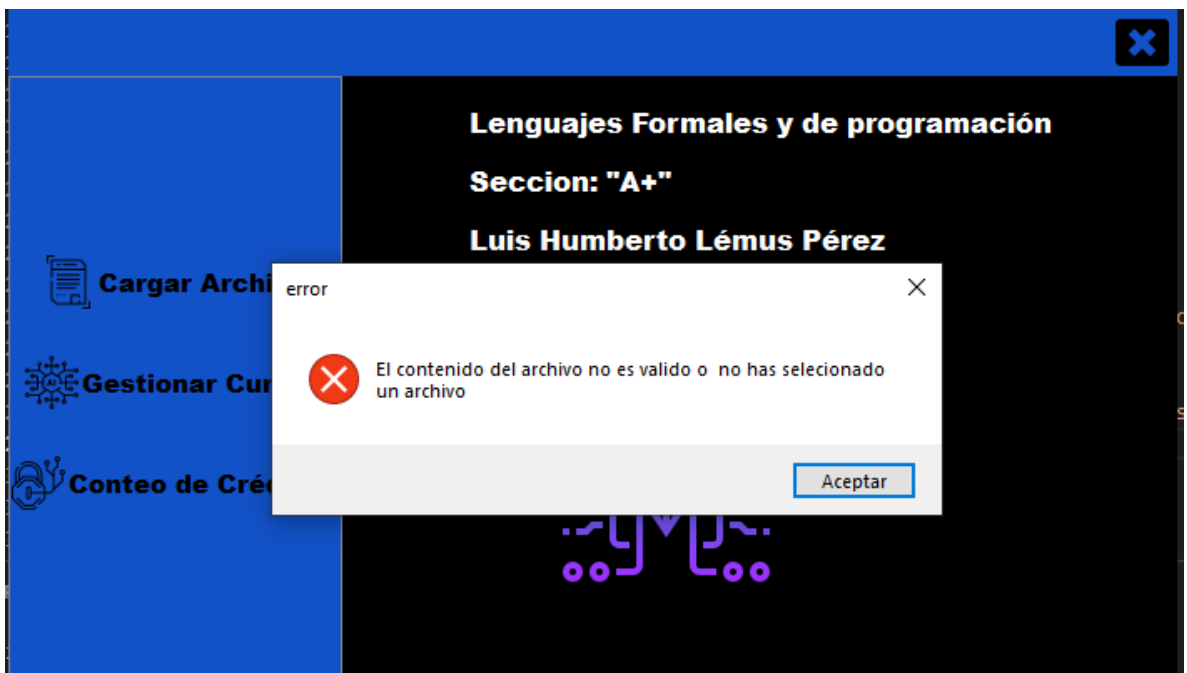 Lenguajes Formales y de programación
Seccion: "A+"
Luis Humberto Lémus Pérez
Cargar Archi
error
El contenido del archivo no es valido o  no has selecionado
un archivo
Gestionar Cur
Conteo de Cré
Aceptar